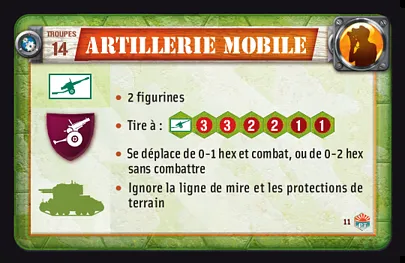 TROUPES
14
ARTILLERIE MOBILE
• 2 figurines
• Tire à : 3 3 2 2 1 1
• Se déplace de 0-1 hex et combat, ou de 0-2 hex
sans combattre
• Ignore la ligne de mire et les protections de
terrain
11